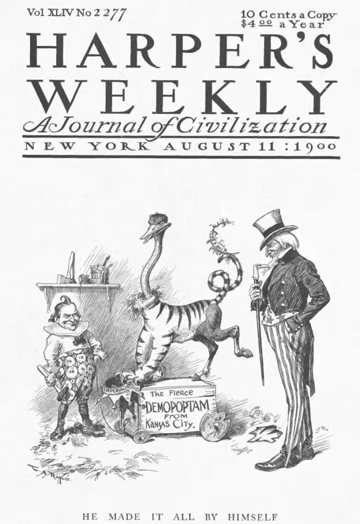 Vol XLIV No 2277
10 Cents a Copy
$4 00 a Year
HARPER'S
WEEKLY
A Journal of Civilization
NEW YORK AUGUST 11 : 1900
The Fierce
"DEMOPOPTAM
FROM
KANSAS CITY.
HE MADE IT ALL BY HIMSELF